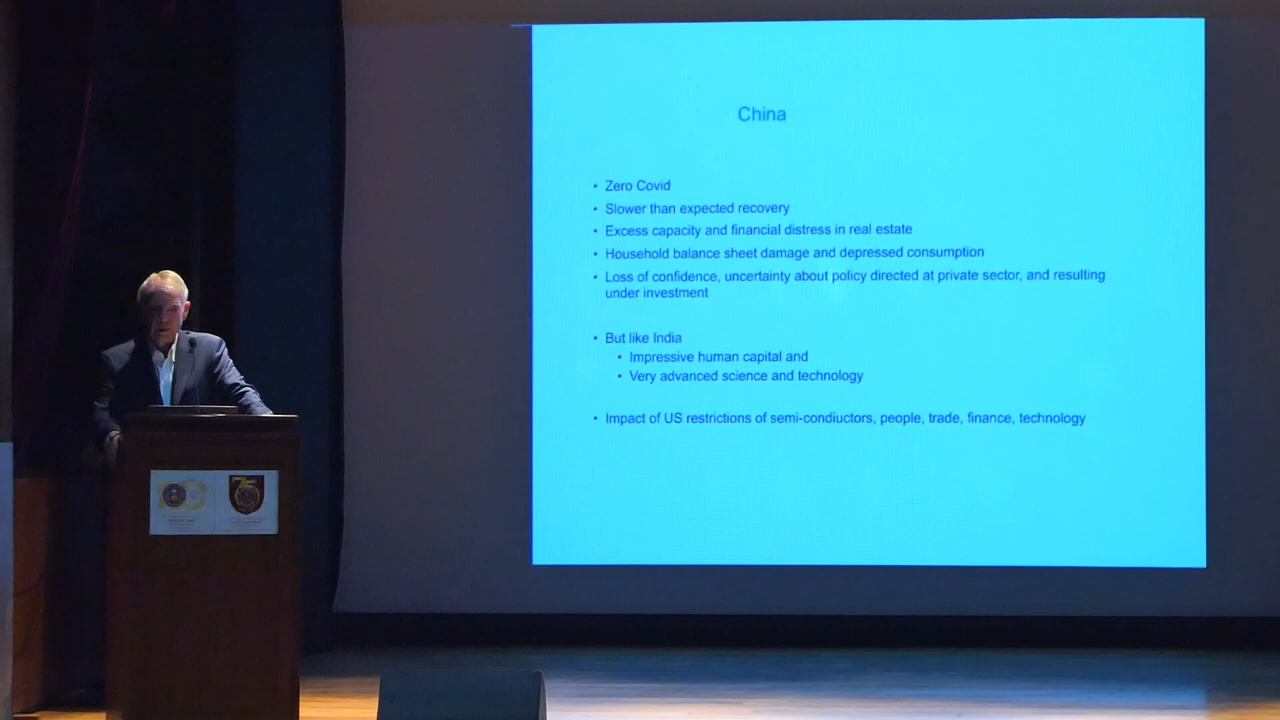 China
• Zero Covid
• Slower than expected recovery
• Excess capacity and financial distress in real estate
• Household balance sheet damage and depressed consumption
• Loss of confidence, uncertainty about policy directed at private sector, and resulting
under investment
• But like India
• Impressive human capital and
• Very advanced science and technology
• Impact of US restrictions of semi-condiuctors, people, trade, finance, technology
75